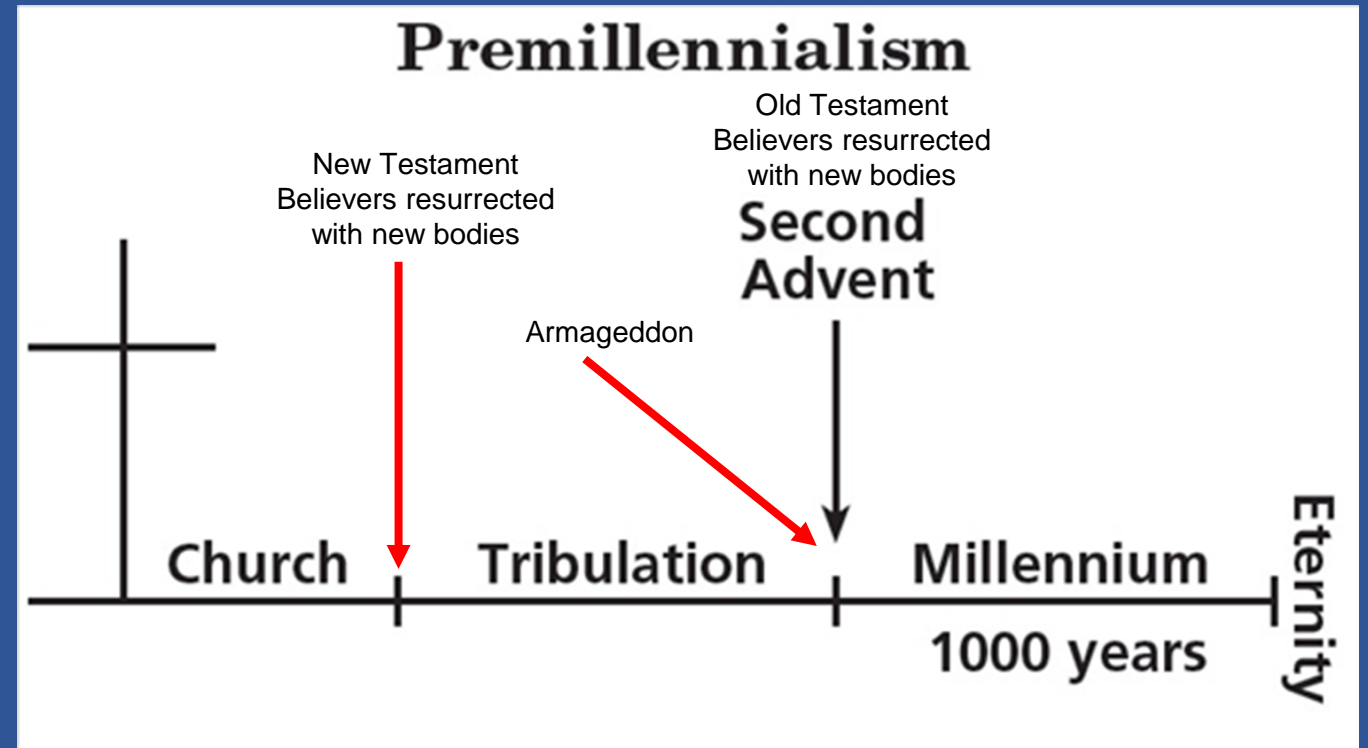 Premillennialism
Old Testament
Believers resurrected
with new bodies
New Testament
Believers resurrected
with new bodies
Second
Advent
Armageddon
Church
Tribulation
Millennium
1000 years
Eternity